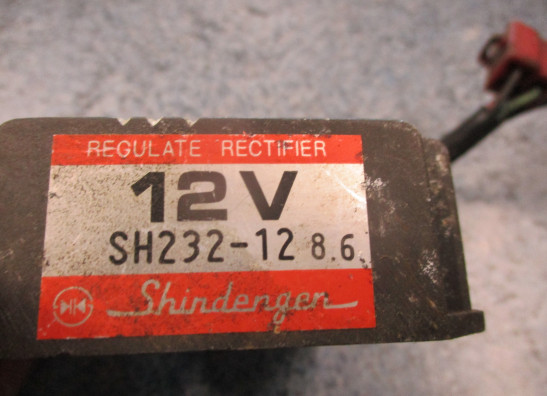 REGULATE RECTIFIER
12V
SH232-12 8.6
Shindengen